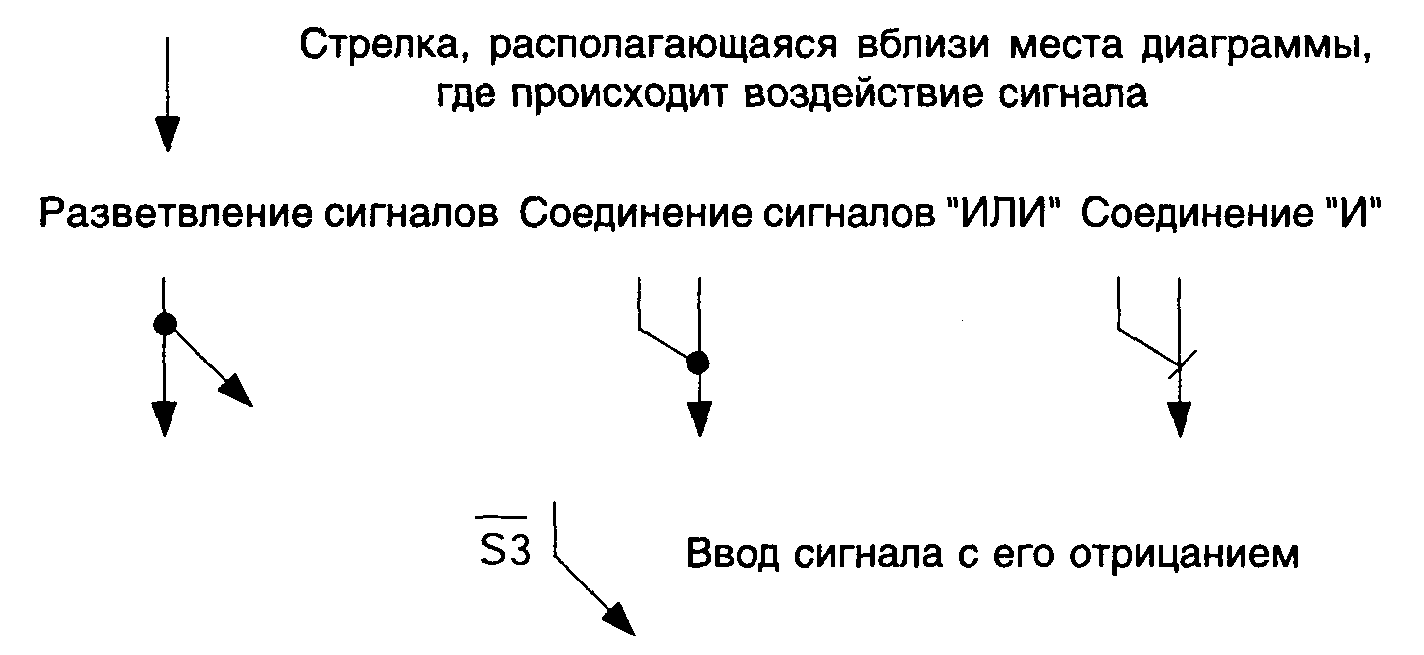 Стрелка, располагающаяся вблизи места диаграммы,
где происходит воздействие сигнала
Разветвление сигналов Соединение сигналов "ИЛИ" Соединение "И"
S̅3̅ Ввод сигнала с его отрицанием